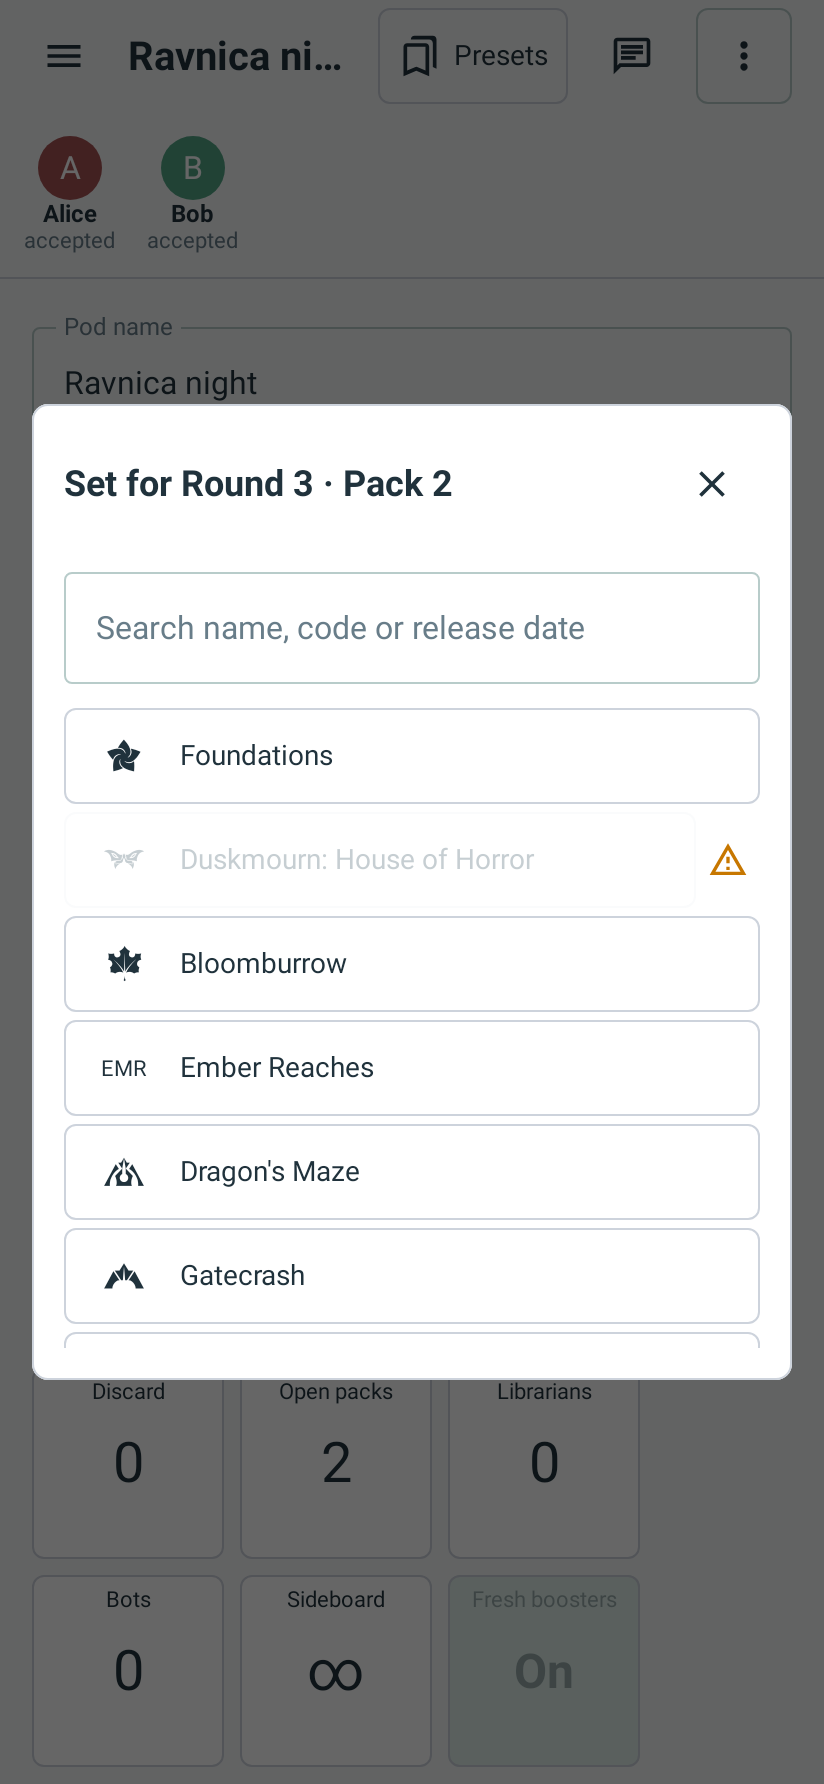 Ravnica ni...
Presets
A
B
Alice
Bob
accepted
accepted
Pod name
Ravnica night
Set for Round 3 · Pack 2
Search name, code or release date
Foundations
Duskmourn: House of Horror
Bloomburrow
EMR Ember Reaches
Dragon's Maze
Gatecrash
Discard
Open packs
Librarians
0
2
0
Bots
Sideboard
Fresh boosters
0
∞
On